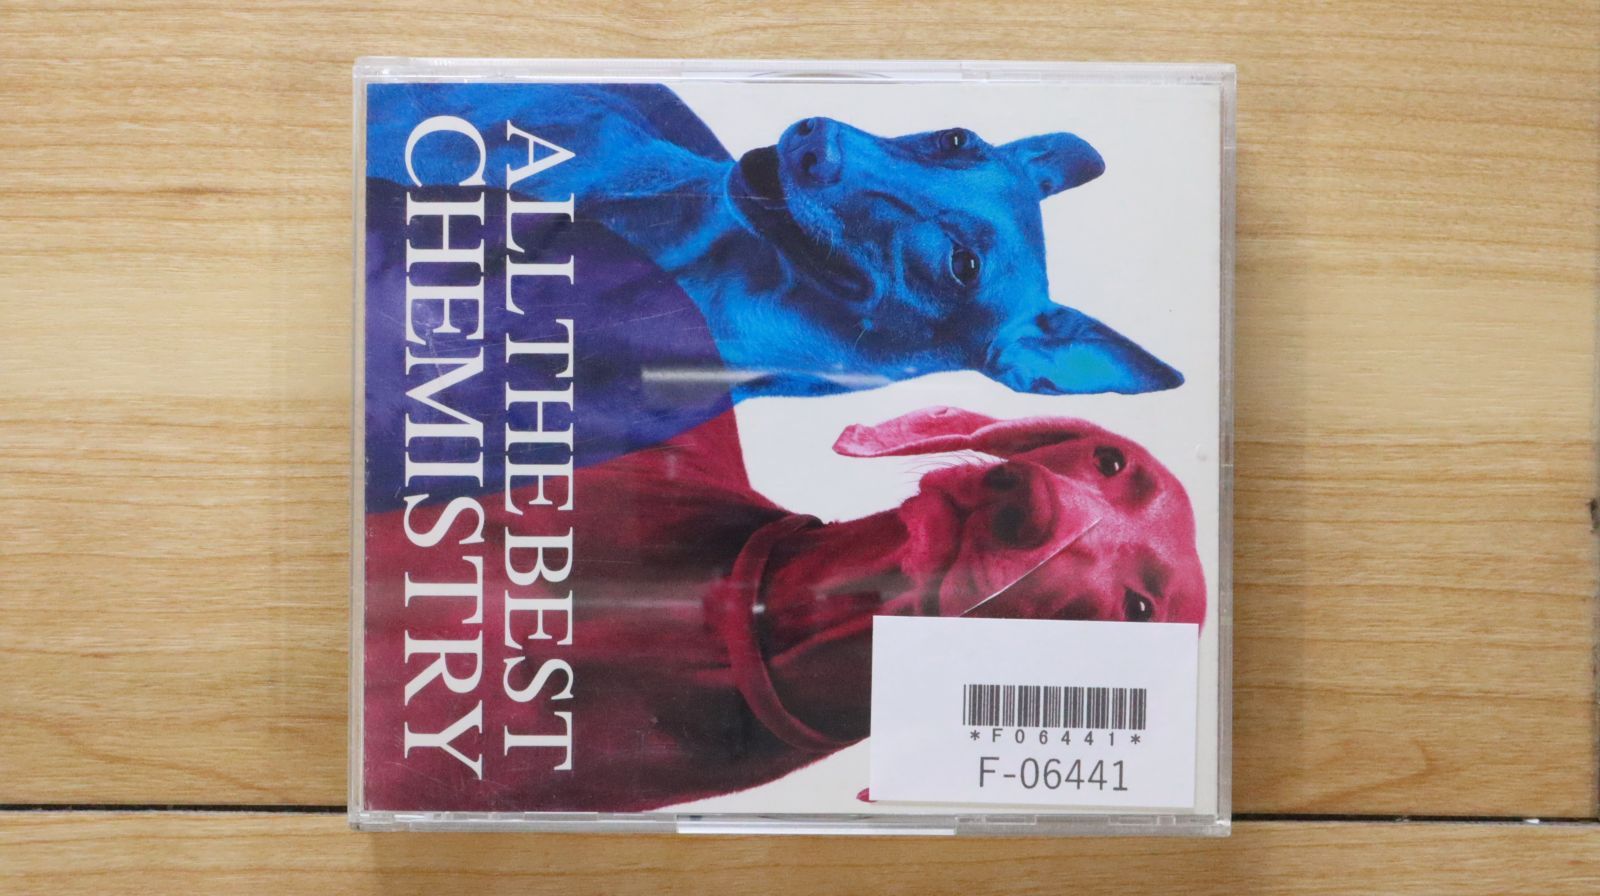 ALL THE BEST
CHEMISTRY
*F06441*
F-06441